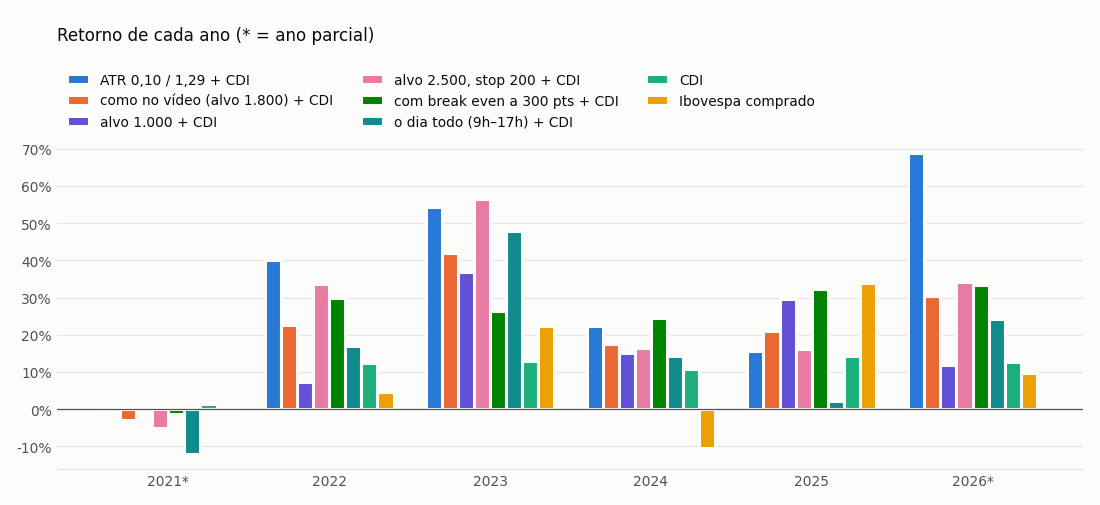 Retorno de cada ano (* = ano parcial)
ATR 0,10 / 1,29 + CDI
como no vídeo (alvo 1.800) + CDI
alvo 1.000 + CDI
alvo 2.500, stop 200 + CDI
com break even a 300 pts + CDI
o dia todo (9h–17h) + CDI
CDI
Ibovespa comprado
70%
60%
50%
40%
30%
20%
10%
0%
-10%
2021* 2022 2023 2024 2025 2026*